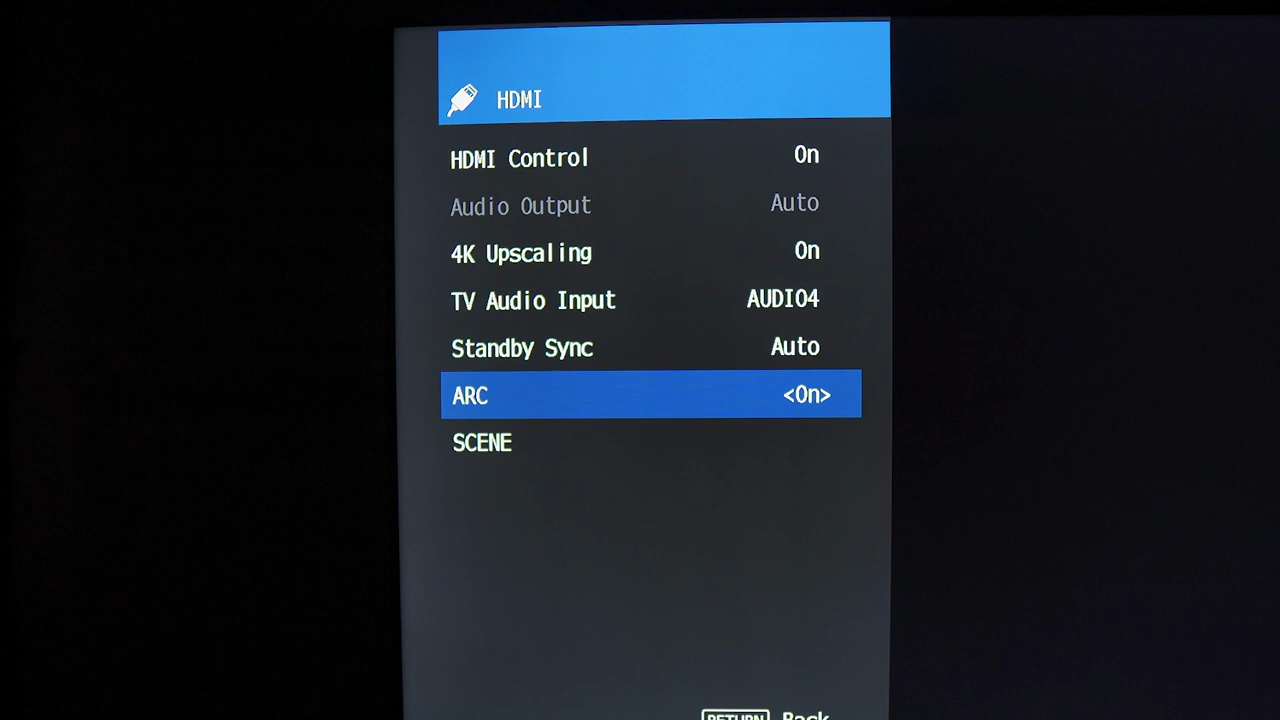 HDMI
HDMI Control On
Audio Output Auto
4K Upscaling On
TV Audio Input AUDIO4
Standby Sync Auto
ARC <On>
SCENE
RETURN Back